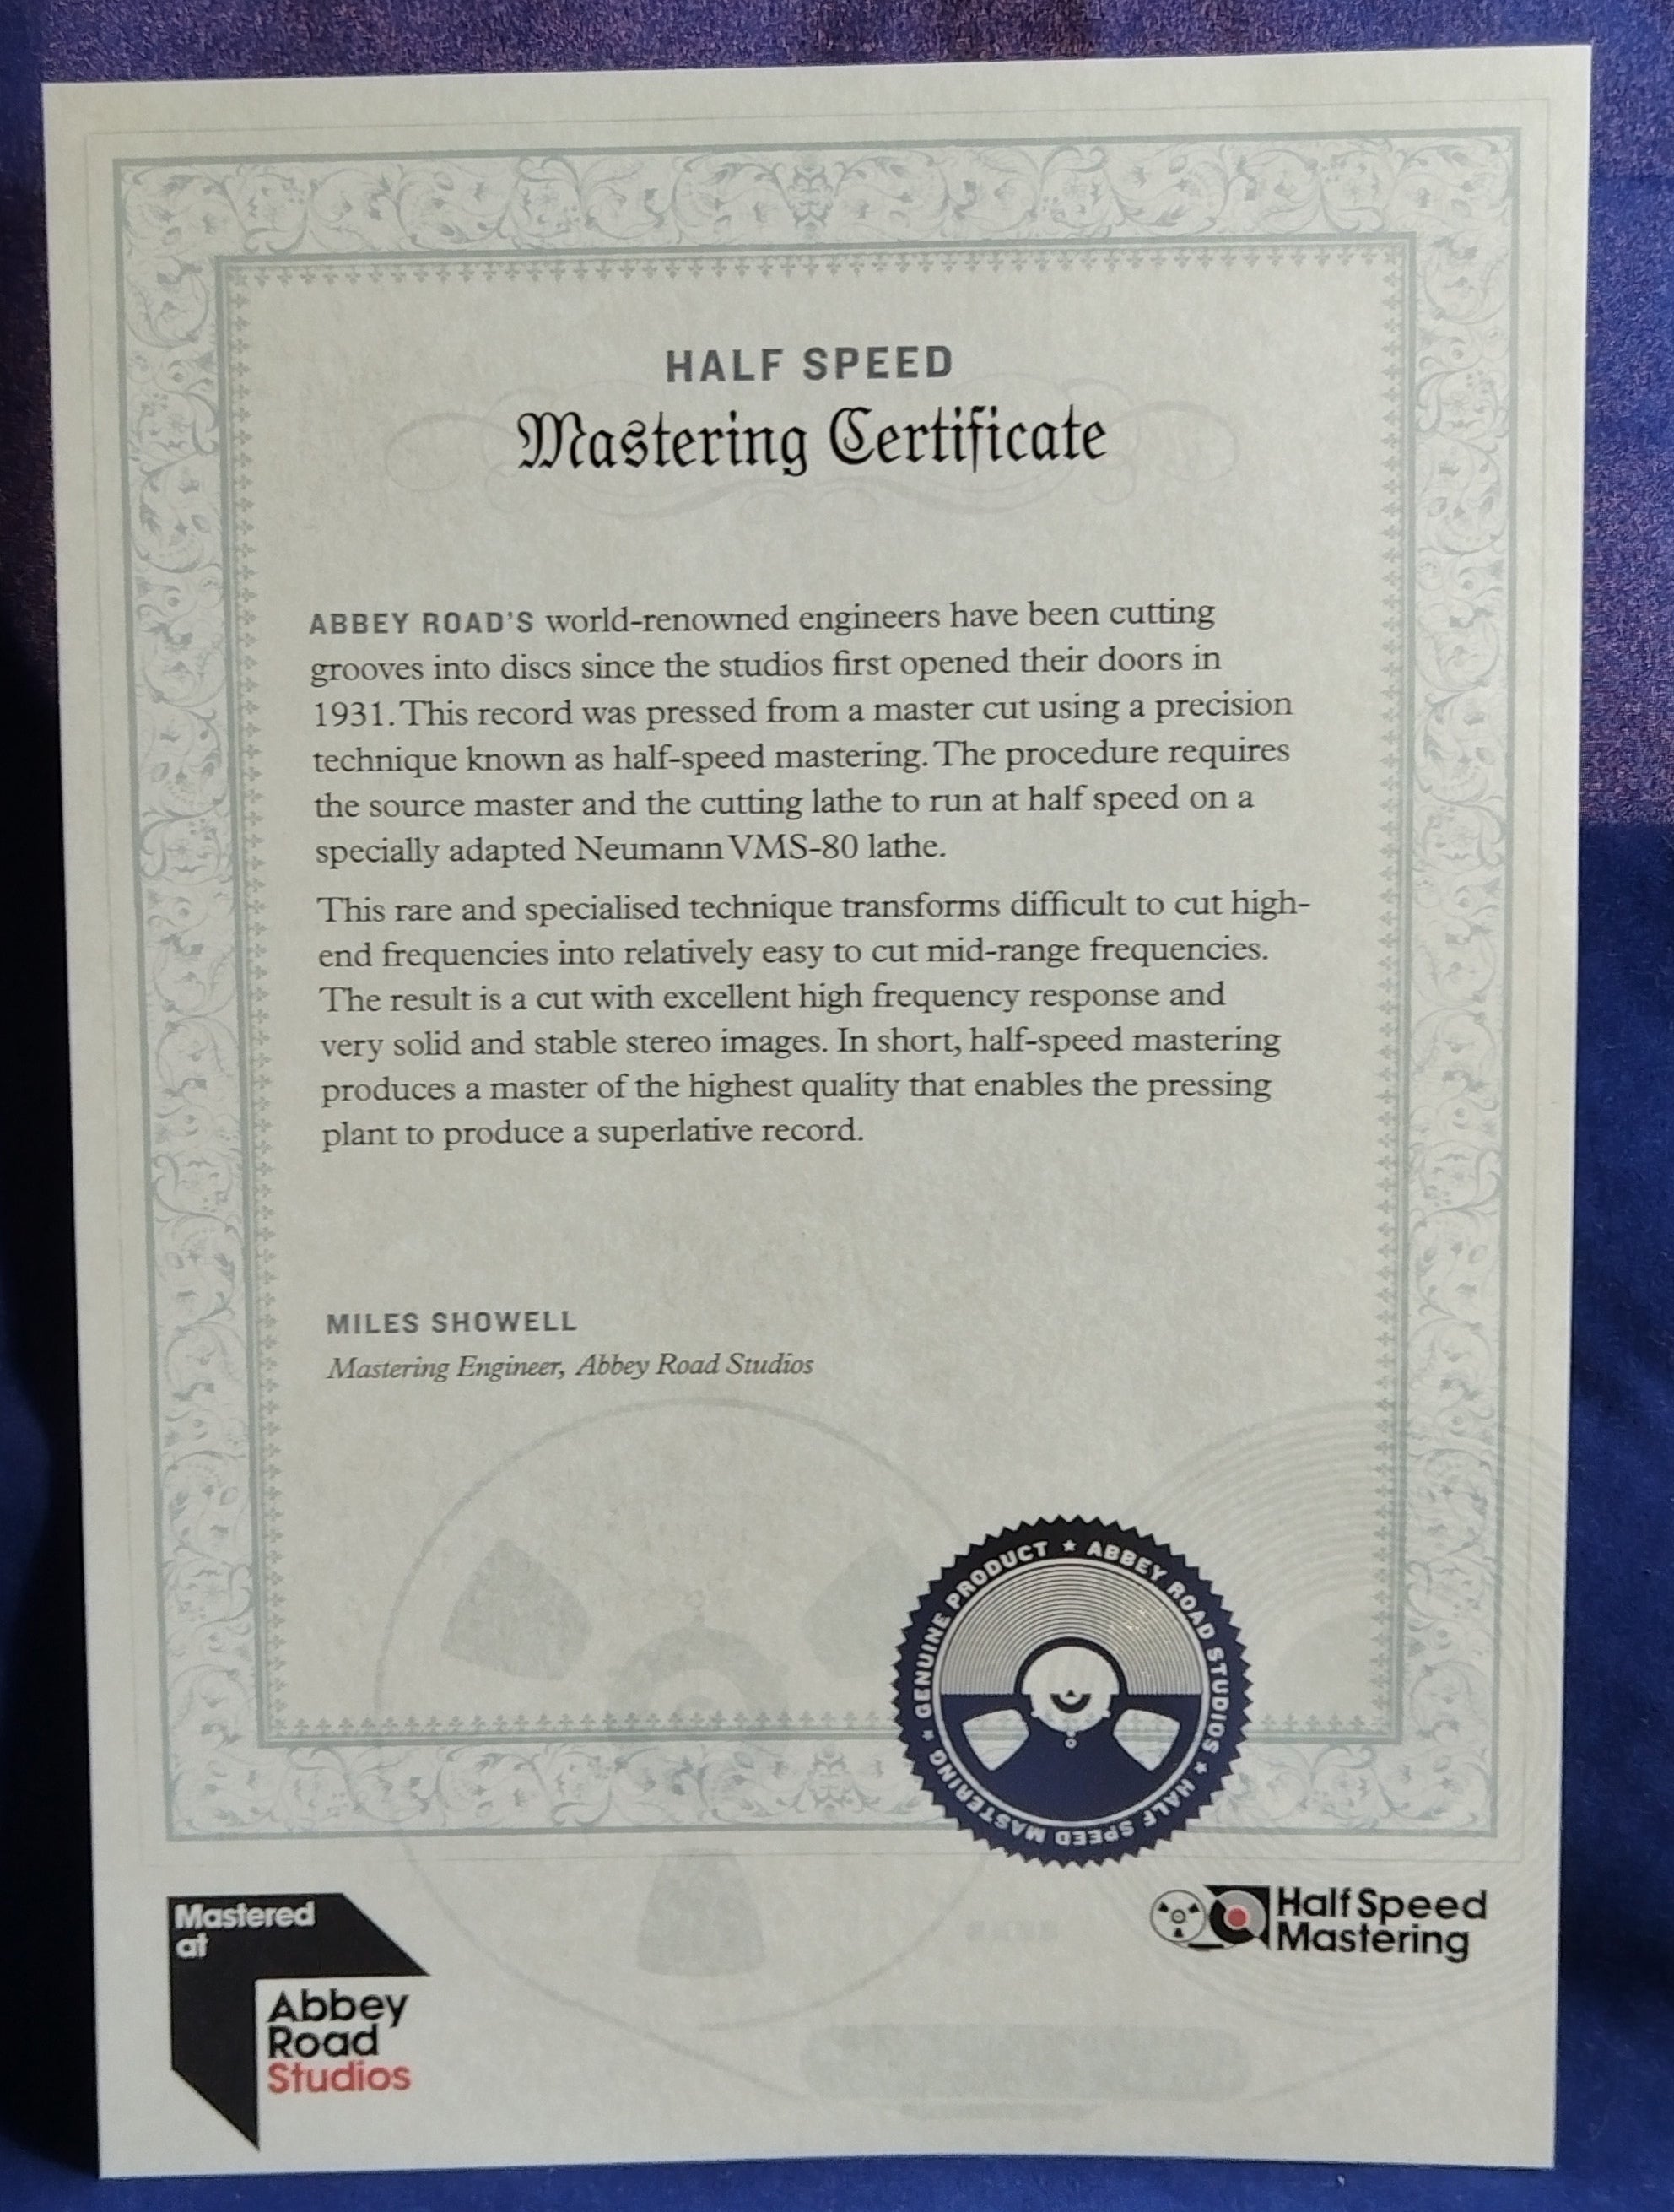 HALF SPEED
Mastering Certificate
ABBEY ROAD'S world-renowned engineers have been cutting
grooves into discs since the studios first opened their doors in
1931. This record was pressed from a master cut using a precision
technique known as half-speed mastering. The procedure requires
the source master and the cutting lathe to run at half speed on a
specially adapted Neumann VMS-80 lathe.
This rare and specialised technique transforms difficult to cut high-
end frequencies into relatively easy to cut mid-range frequencies.
The result is a cut with excellent high frequency response and
very solid and stable stereo images. In short, half-speed mastering
produces a master of the highest quality that enables the pressing
plant to produce a superlative record.
MILES SHOWELL
Mastering Engineer, Abbey Road Studios
GENUINE PRODUCT ★ ABBEY ROAD STUDIOS ★ HALF SPEED MASTERING ★
Mastered
at
Abbey
Road
Studios
Half Speed
Mastering